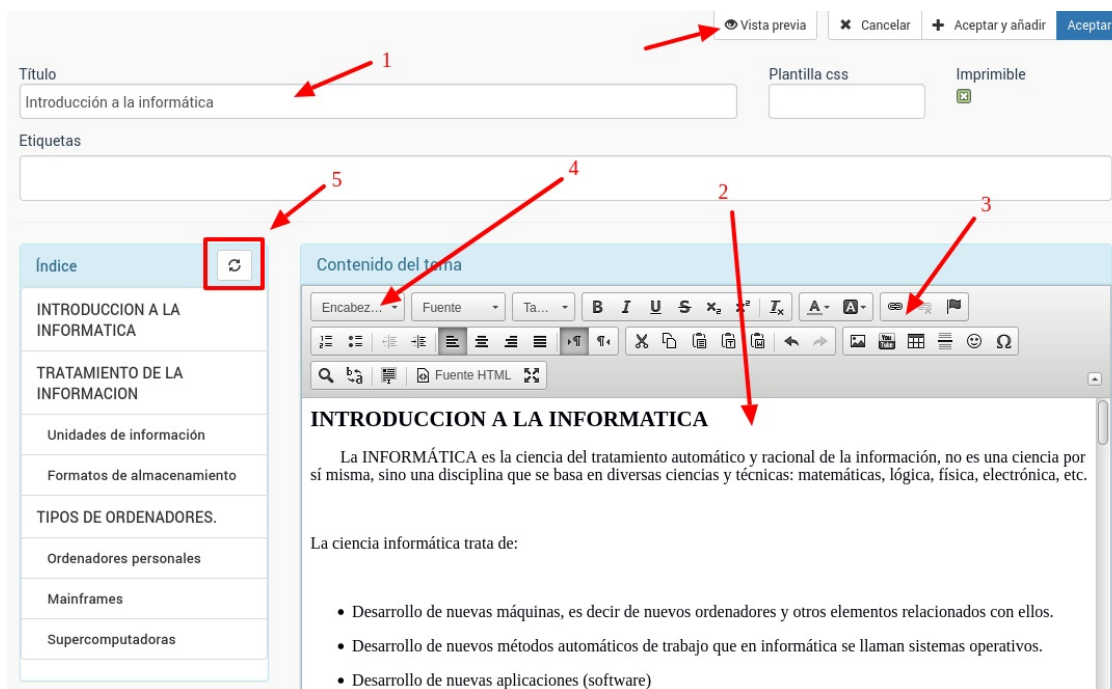 Vista previa
Cancelar
Aceptar y añadir
Aceptar
1
Título
Plantilla css
Imprimible
Introducción a la informática
Etiquetas
5
4
2
3
Índice
Contenido del tema
INTRODUCCION A LA
INFORMATICA
TRATAMIENTO DE LA
INFORMACION
Unidades de información
Formatos de almacenamiento
TIPOS DE ORDENADORES.
Ordenadores personales
Mainframes
Supercomputadoras
Encabez... Fuente Ta... B I U S x₂ x² Iₓ A A
You Tube Ω
Fuente HTML
INTRODUCCION A LA INFORMATICA
La INFORMÁTICA es la ciencia del tratamiento automático y racional de la información, no es una ciencia por
sí misma, sino una disciplina que se basa en diversas ciencias y técnicas: matemáticas, lógica, física, electrónica, etc.
La ciencia informática trata de:
• Desarrollo de nuevas máquinas, es decir de nuevos ordenadores y otros elementos relacionados con ellos.
• Desarrollo de nuevos métodos automáticos de trabajo que en informática se llaman sistemas operativos.
• Desarrollo de nuevas aplicaciones (software)